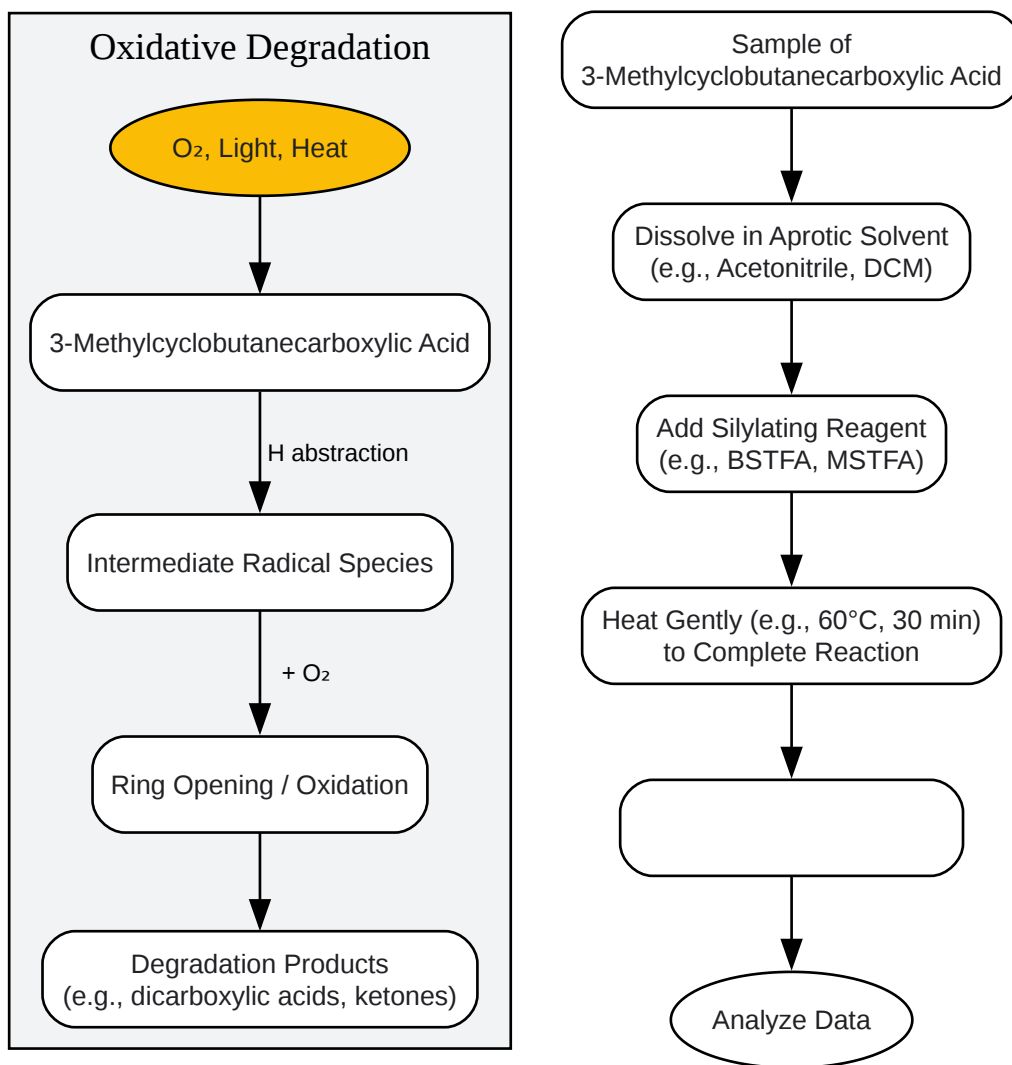 Oxidative Degradation
O₂, Light, Heat
3-Methylcyclobutanecarboxylic Acid
H abstraction
Intermediate Radical Species
+ O₂
Ring Opening / Oxidation
Degradation Products
(e.g., dicarboxylic acids, ketones)
Sample of
3-Methylcyclobutanecarboxylic Acid
Dissolve in Aprotic Solvent
(e.g., Acetonitrile, DCM)
Add Silylating Reagent
(e.g., BSTFA, MSTFA)
Heat Gently (e.g., 60°C, 30 min)
to Complete Reaction
Analyze Data